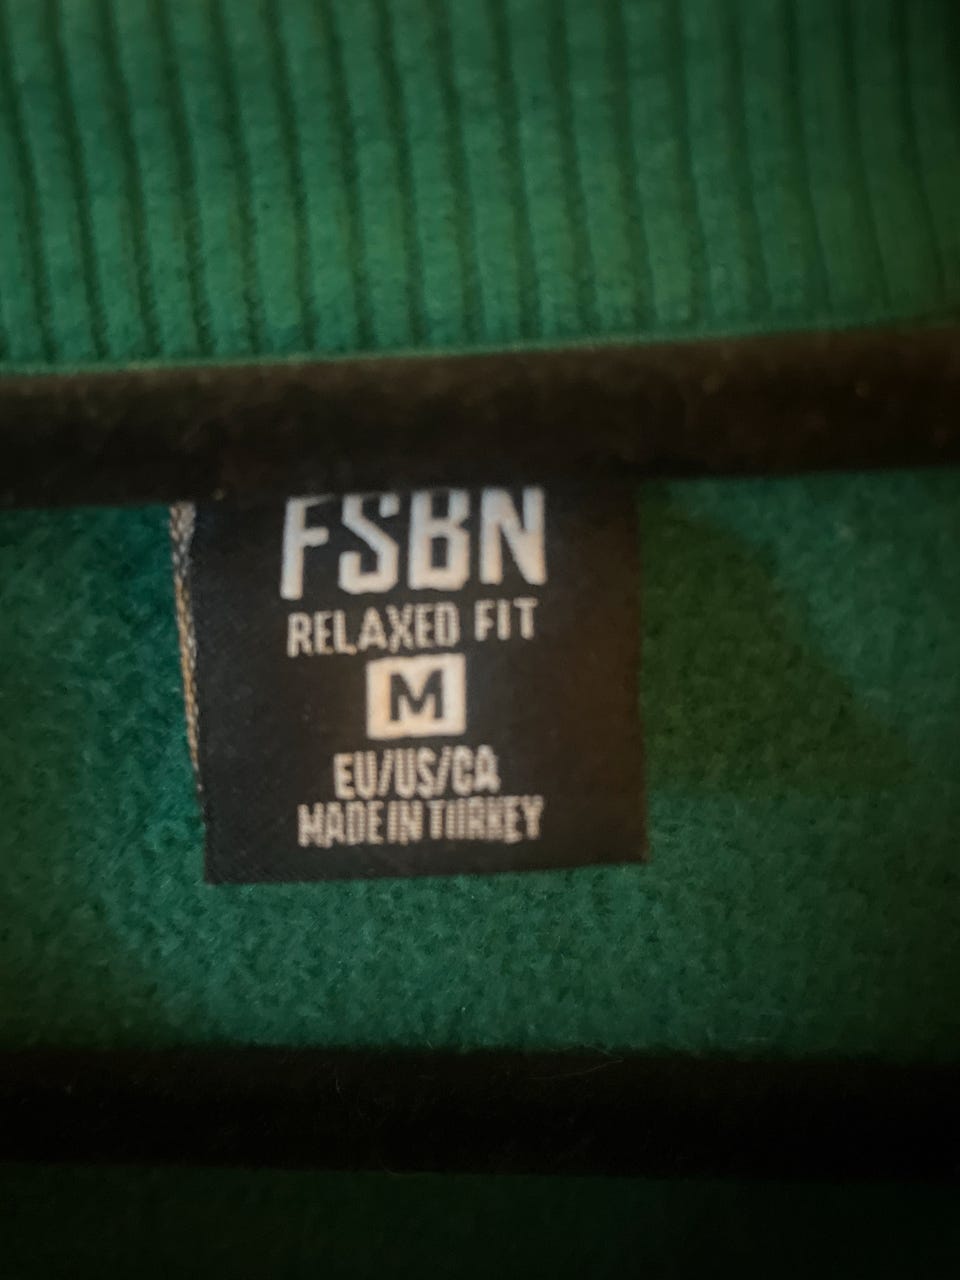 FSBN
RELAXED FIT
M
EU/US/CA
MADE IN TURKEY